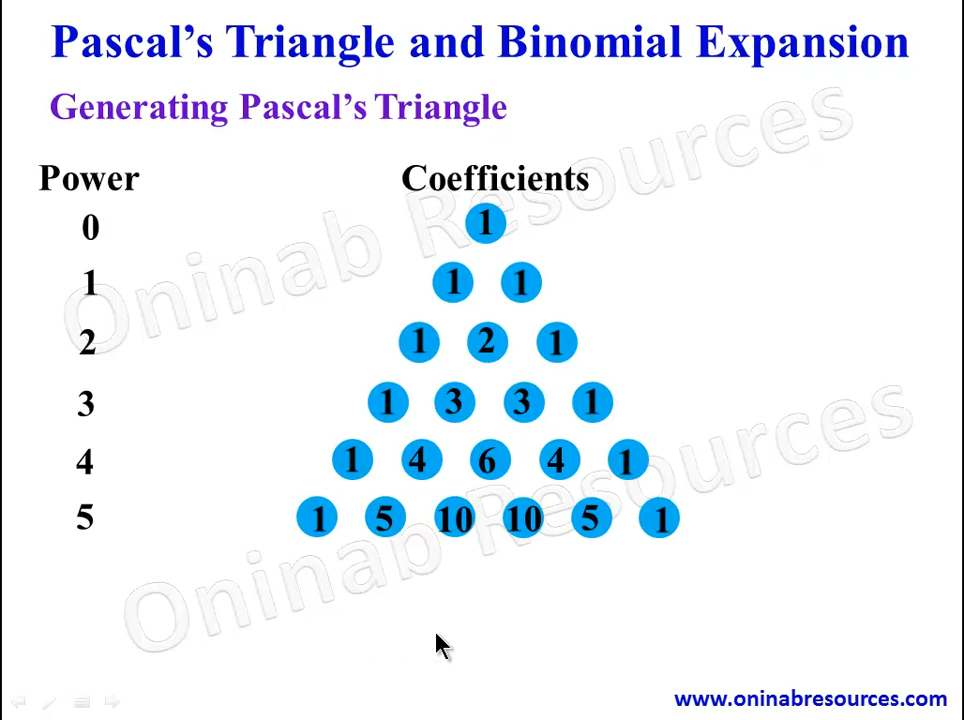 Pascal's Triangle and Binomial Expansion
Generating Pascal's Triangle
Power Coefficients
0 1
1 1 1
2 1 2 1
3 1 3 3 1
4 1 4 6 4 1
5 1 5 10 10 5 1
Oninab Resources
Oninab Resources
www.oninabresources.com